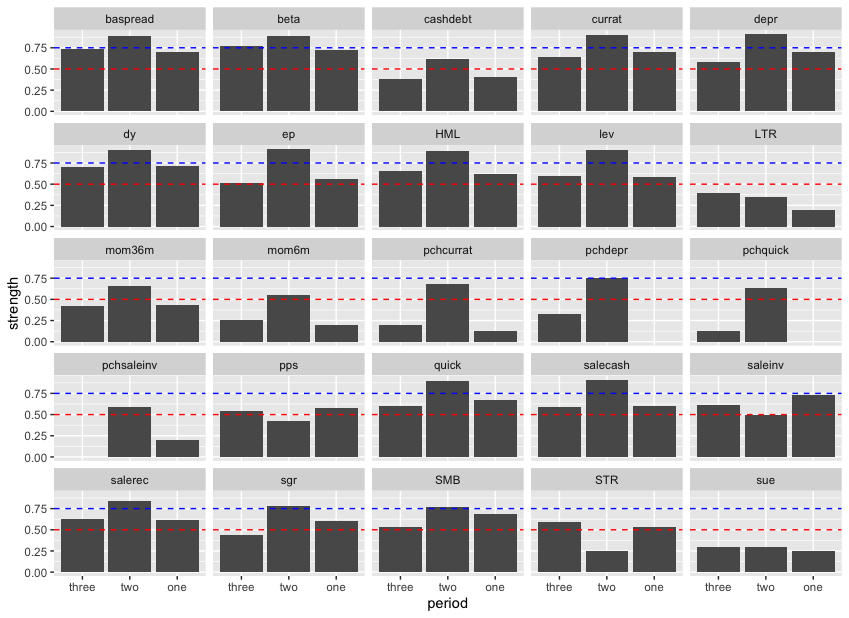 baspread beta cashdebt currat depr
0.75
0.50
0.25
0.00
dy ep HML lev LTR
0.75
0.50
0.25
0.00
mom36m mom6m pchcurrat pchdepr pchquick
0.75
0.50
0.25
0.00
strength
pchsaleinv pps quick salecash saleinv
0.75
0.50
0.25
0.00
salerec sgr SMB STR sue
0.75
0.50
0.25
0.00
three two one three two one three two one three two one three two one
period